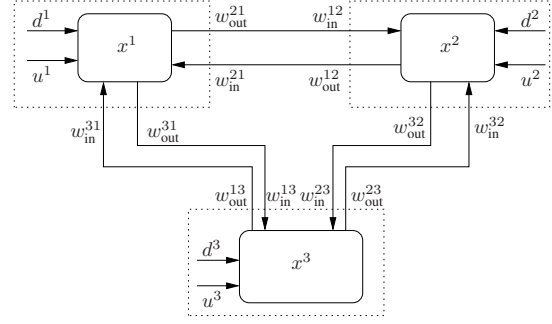 d^1 x^1 w_out^21 w_in^12 x^2 d^2
u^1 w_in^21 w_out^12 u^2
w_in^31 w_out^31 w_out^32 w_in^32
w_out^13 w_in^13 w_in^23 w_out^23
d^3 x^3
u^3